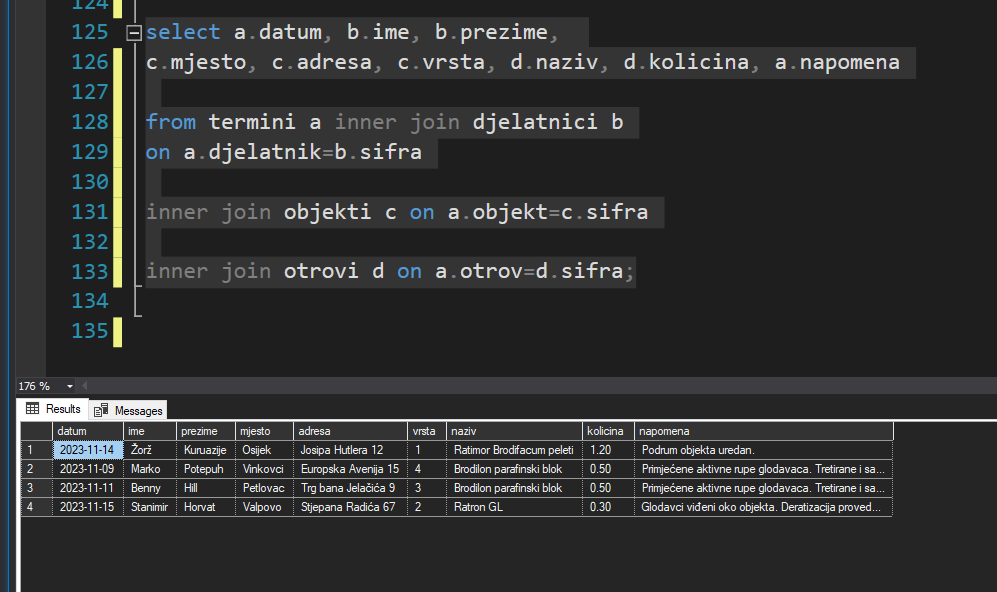 124
125 select a.datum, b.ime, b.prezime,
126 c.mjesto, c.adresa, c.vrsta, d.naziv, d.kolicina, a.napomena
127
128 from termini a inner join djelatnici b
129 on a.djelatnik=b.sifra
130
131 inner join objekti c on a.objekt=c.sifra
132
133 inner join otrovi d on a.otrov=d.sifra;
134
135
176 %
Results Messages
datum ime prezime mjesto adresa vrsta naziv kolicina napomena
1 2023-11-14 Žorž Kuruazije Osijek Josipa Hutlera 12 1 Ratimor Brodifacum peleti 1.20 Podrum objekta uredan.
2 2023-11-09 Marko Potepuh Vinkovci Europska Avenija 15 4 Brodilon parafinski blok 0.50 Primjećene aktivne rupe glodavaca. Tretirane i sa...
3 2023-11-11 Benny Hill Petlovac Trg bana Jelačića 9 3 Brodilon parafinski blok 0.50 Primjećene aktivne rupe glodavaca. Tretirane i sa...
4 2023-11-15 Stanimir Horvat Valpovo Stjepana Radića 67 2 Ratron GL 0.30 Glodavci viđeni oko objekta. Deratizacija proved...